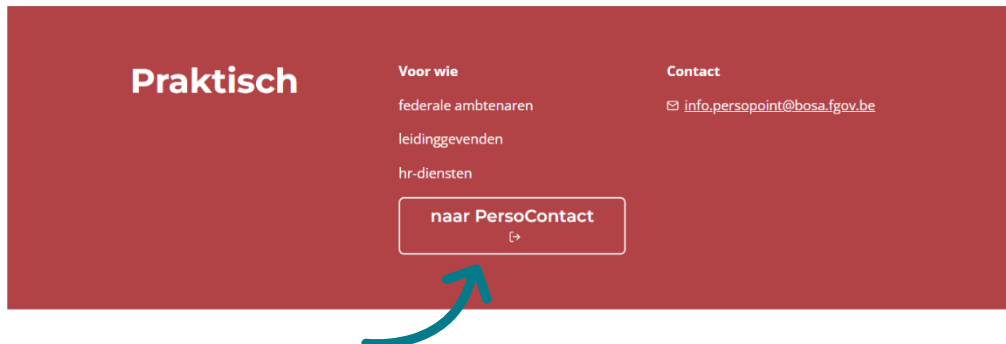 Praktisch
Voor wie
federale ambtenaren
leidinggevenden
hr-diensten
naar PersoContact
Contact
info.persopoint@bosa.fgov.be